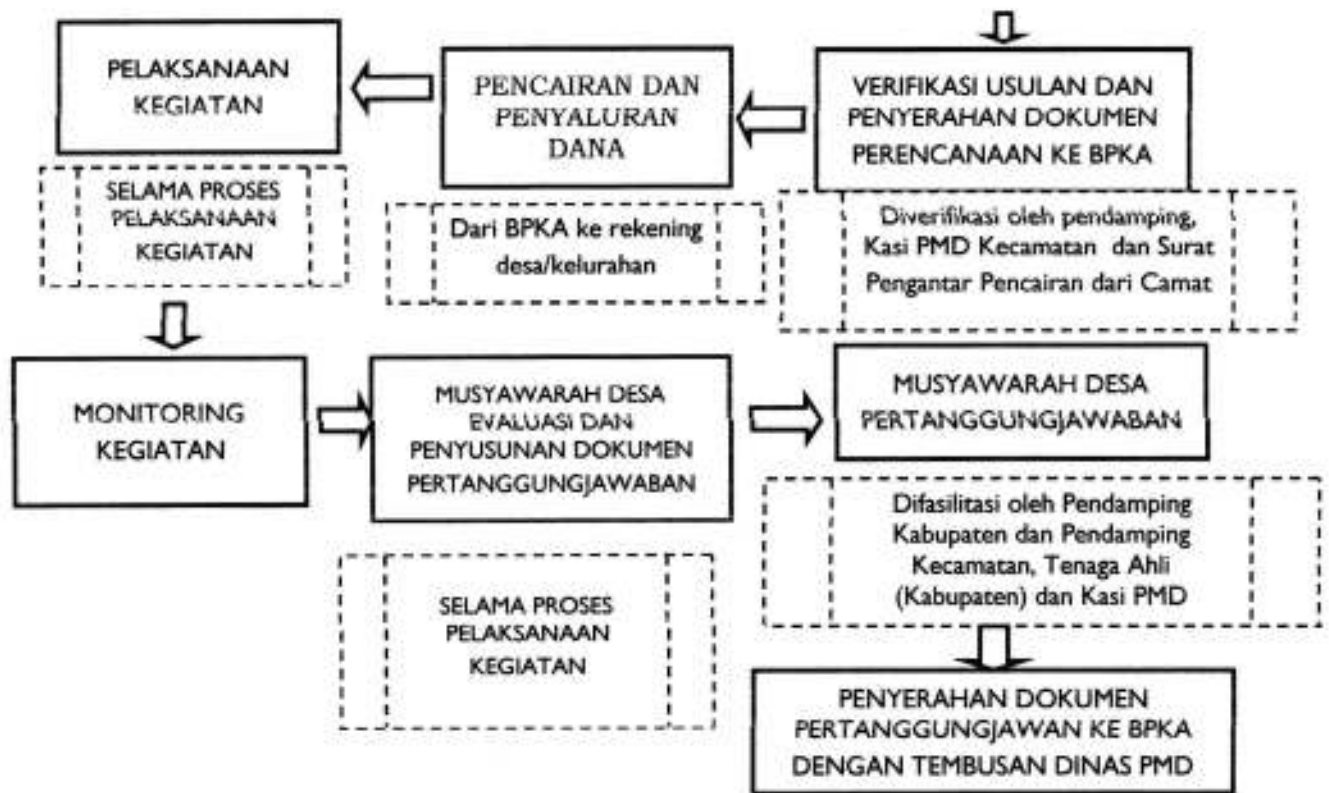 PELAKSANAAN
KEGIATAN
PENCAIRAN DAN
PENYALURAN
DANA
VERIFIKASI USULAN DAN
PENYERAHAN DOKUMEN
PERENCANAAN KE BPKA
SELAMA PROSES
PELAKSANAAN
KEGIATAN
Dari BPKA ke rekening
desa/kelurahan
Diverifikasi oleh pendamping,
Kasi PMD Kecamatan dan Surat
Pengantar Pencairan dari Camat
MONITORING
KEGIATAN
MUSYAWARAH DESA
EVALUASI DAN
PENYUSUNAN DOKUMEN
PERTANGGUNGJAWABAN
MUSYAWARAH DESA
PERTANGGUNGJAWABAN
SELAMA PROSES
PELAKSANAAN
KEGIATAN
Difasilitasi oleh Pendamping
Kabupaten dan Pendamping
Kecamatan, Tenaga Ahli
(Kabupaten) dan Kasi PMD
PENYERAHAN DOKUMEN
PERTANGGUNGJAWAN KE BPKA
DENGAN TEMBUSAN DINAS PMD